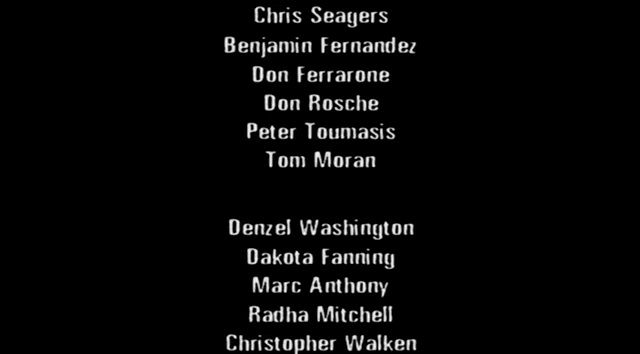 Chris Seagers
Benjamin Fernandez
Don Ferrarone
Don Rosche
Peter Toumasis
Tom Moran
Denzel Washington
Dakota Fanning
Marc Anthony
Radha Mitchell
Christopher Walken